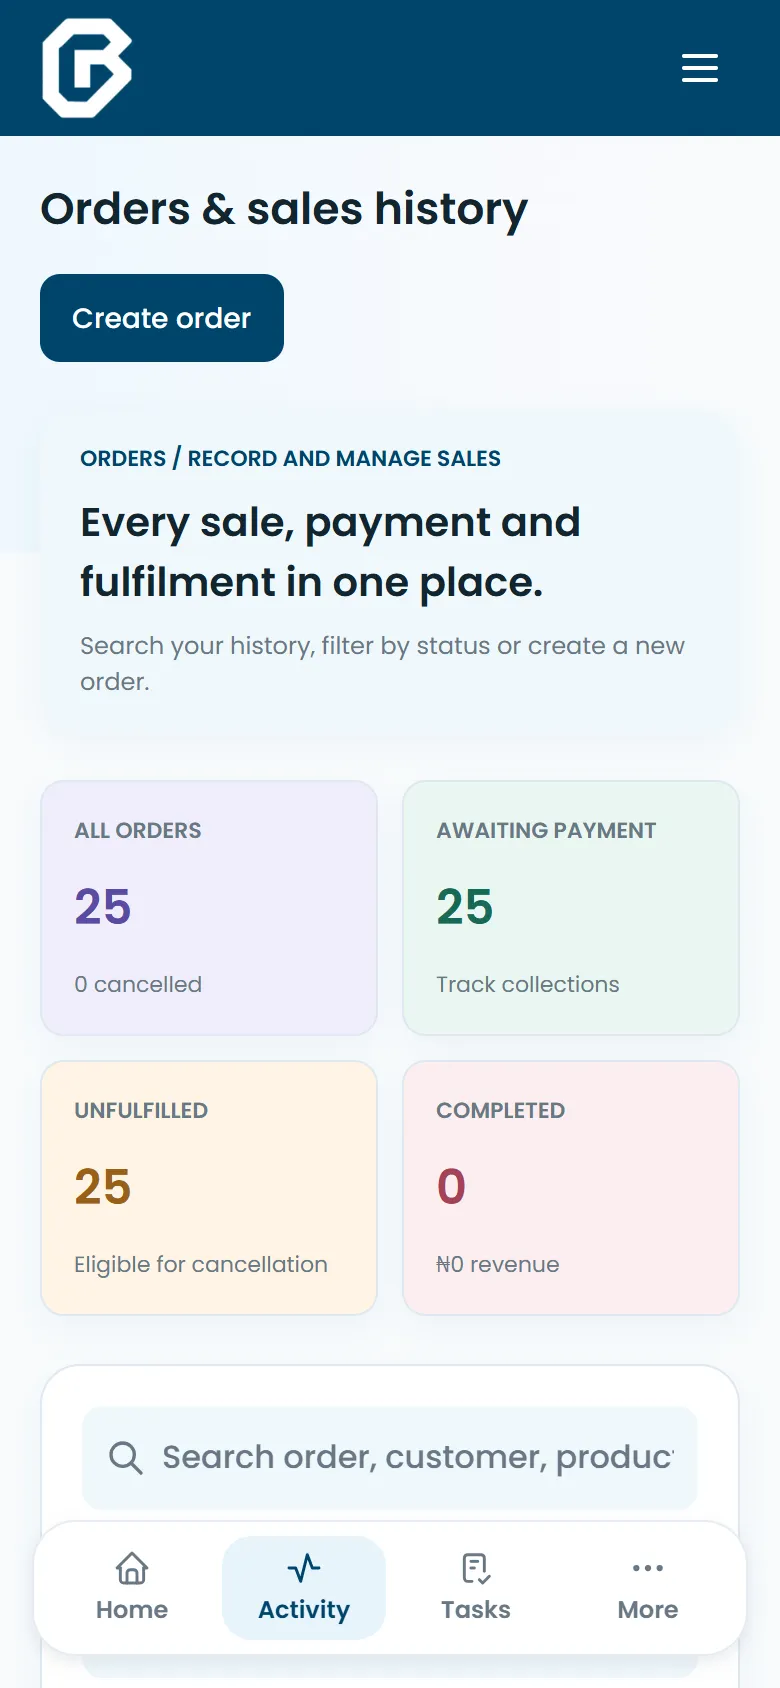 Orders & sales history
Create order
ORDERS / RECORD AND MANAGE SALES
Every sale, payment and
fulfilment in one place.
Search your history, filter by status or create a new
order.
ALL ORDERS
25
0 cancelled
AWAITING PAYMENT
25
Track collections
UNFULFILLED
25
Eligible for cancellation
COMPLETED
0
₦0 revenue
Search order, customer, produc
Home
Activity
Tasks
More